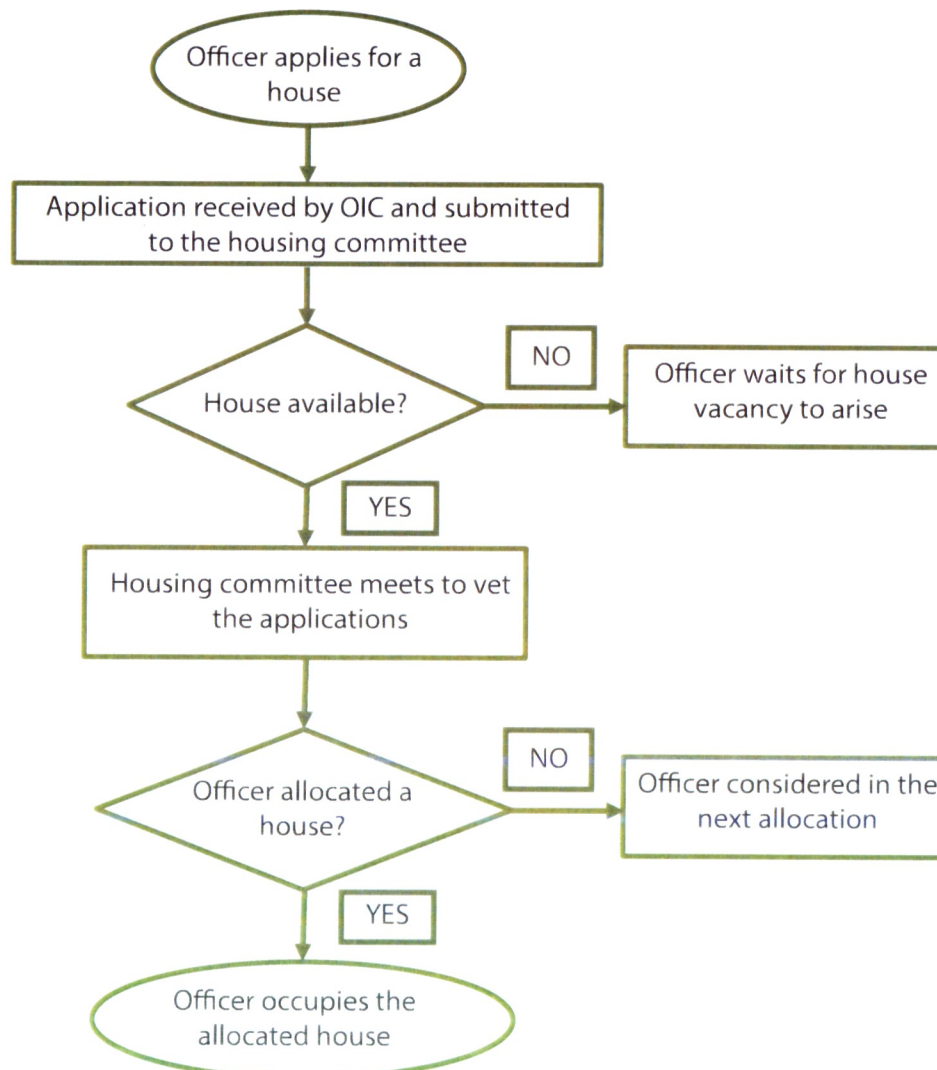 Officer applies for a
house
Application received by OIC and submitted
to the housing committee
House available?
NO
Officer waits for house
vacancy to arise
YES
Housing committee meets to vet
the applications
Officer allocated a
house?
NO
Officer considered in the
next allocation
YES
Officer occupies the
allocated house